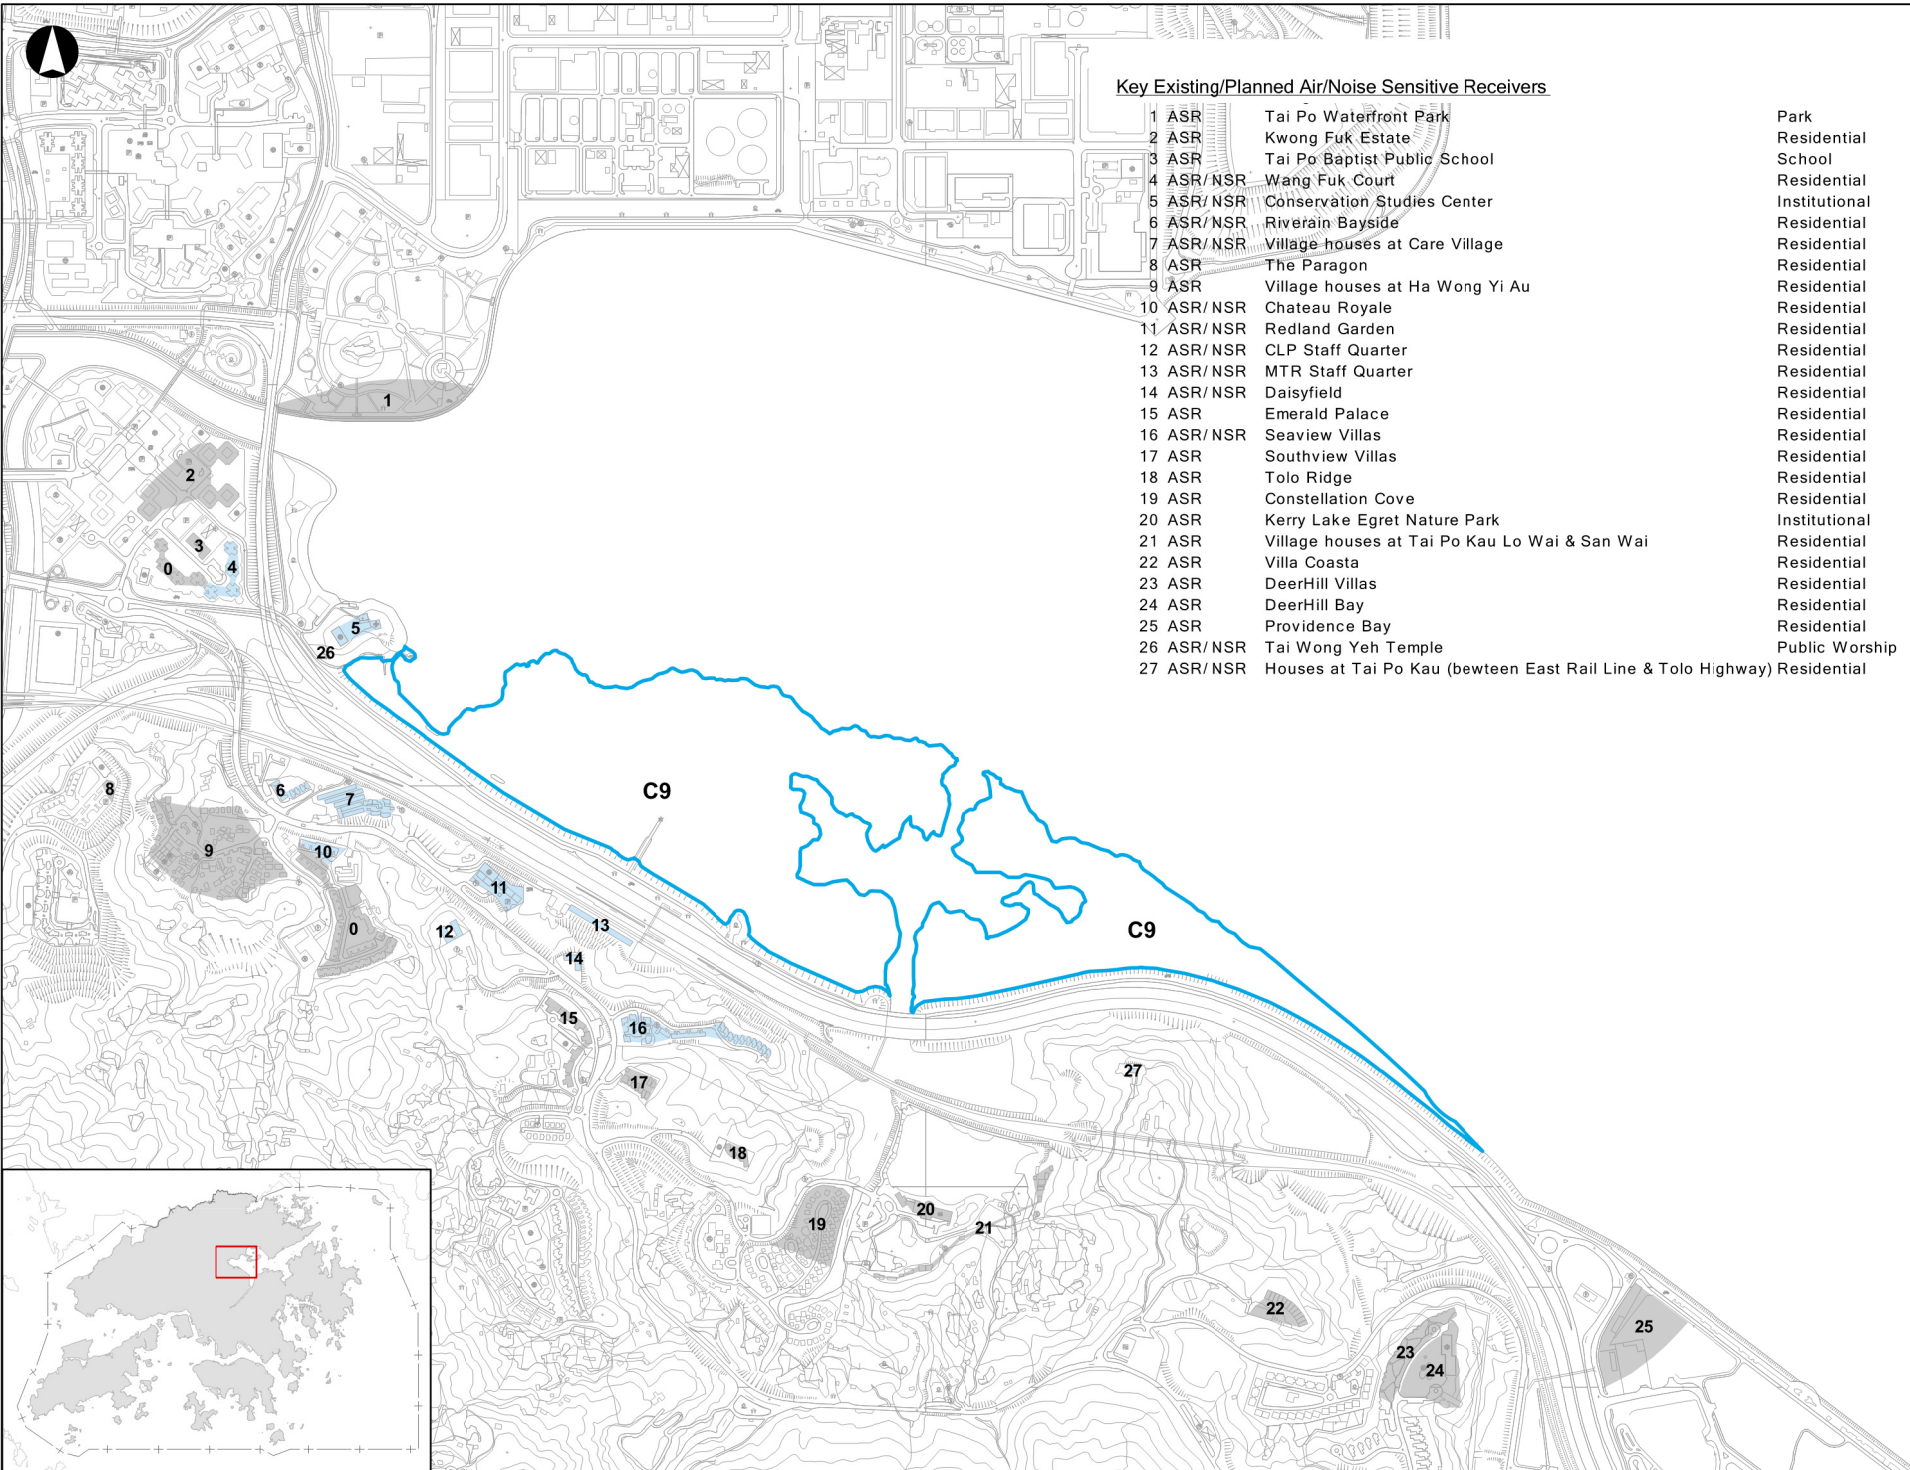 Key Existing/Planned Air/Noise Sensitive Receivers
1 ASR Tai Po Waterfront Park Park
2 ASR Kwong Fuk Estate Residential
3 ASR Tai Po Baptist Public School School
4 ASR/NSR Wang Fuk Court Residential
5 ASR/NSR Conservation Studies Center Institutional
6 ASR/NSR Riverain Bayside Residential
7 ASR/NSR Village houses at Care Village Residential
8 ASR The Paragon Residential
9 ASR Village houses at Ha Wong Yi Au Residential
10 ASR/NSR Chateau Royale Residential
11 ASR/NSR Redland Garden Residential
12 ASR/NSR CLP Staff Quarter Residential
13 ASR/NSR MTR Staff Quarter Residential
14 ASR/NSR Daisyfield Residential
15 ASR Emerald Palace Residential
16 ASR/NSR Seaview Villas Residential
17 ASR Southview Villas Residential
18 ASR Tolo Ridge Residential
19 ASR Constellation Cove Residential
20 ASR Kerry Lake Egret Nature Park Institutional
21 ASR Village houses at Tai Po Kau Lo Wai & San Wai Residential
22 ASR Villa Coasta Residential
23 ASR DeerHill Villas Residential
24 ASR DeerHill Bay Residential
25 ASR Providence Bay Residential
26 ASR/NSR Tai Wong Yeh Temple Public Worship
27 ASR/NSR Houses at Tai Po Kau (bewteen East Rail Line & Tolo Highway) Residential
1
2
3
0
4
5
26
8
6
7
C9
9
10
11
0
12
13
C9
14
15
16
17
27
18
19
20
21
22
25
23
24